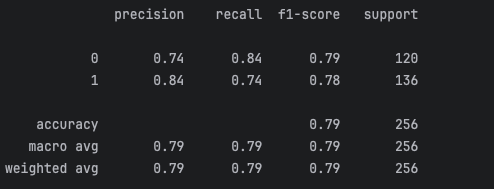 precision recall f1-score support
0 0.74 0.84 0.79 120
1 0.84 0.74 0.78 136
accuracy 0.79 256
macro avg 0.79 0.79 0.79 256
weighted avg 0.79 0.79 0.79 256